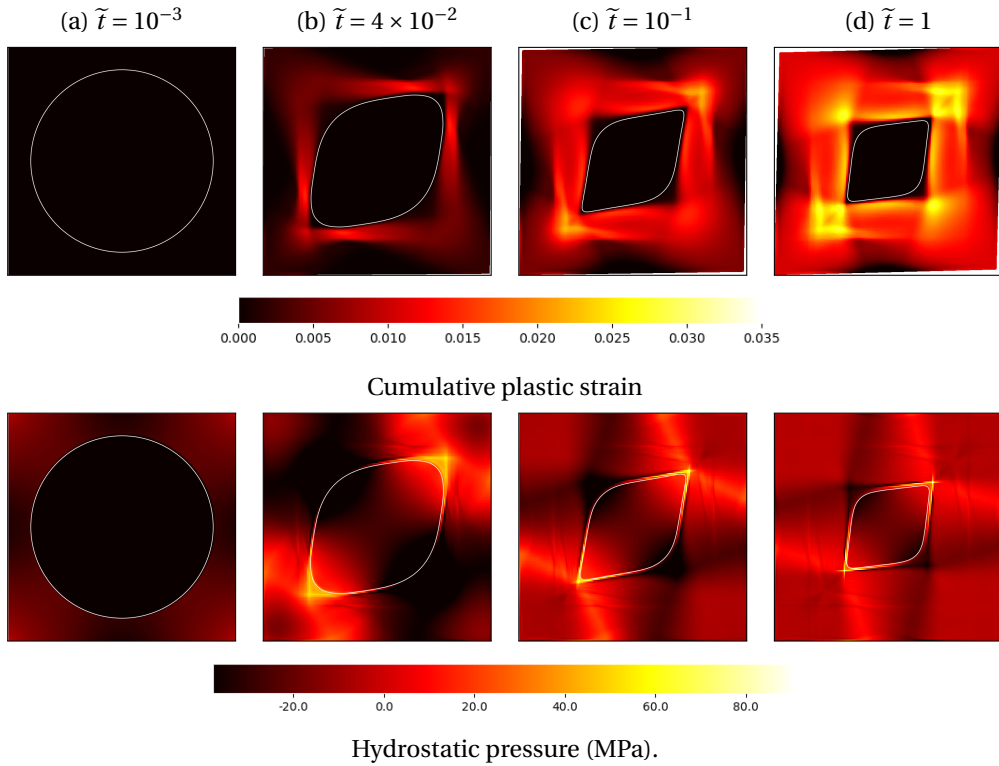 (a) t̃ = 10⁻³ (b) t̃ = 4 × 10⁻² (c) t̃ = 10⁻¹ (d) t̃ = 1
0.000 0.005 0.010 0.015 0.020 0.025 0.030 0.035
Cumulative plastic strain
-20.0 0.0 20.0 40.0 60.0 80.0
Hydrostatic pressure (MPa).